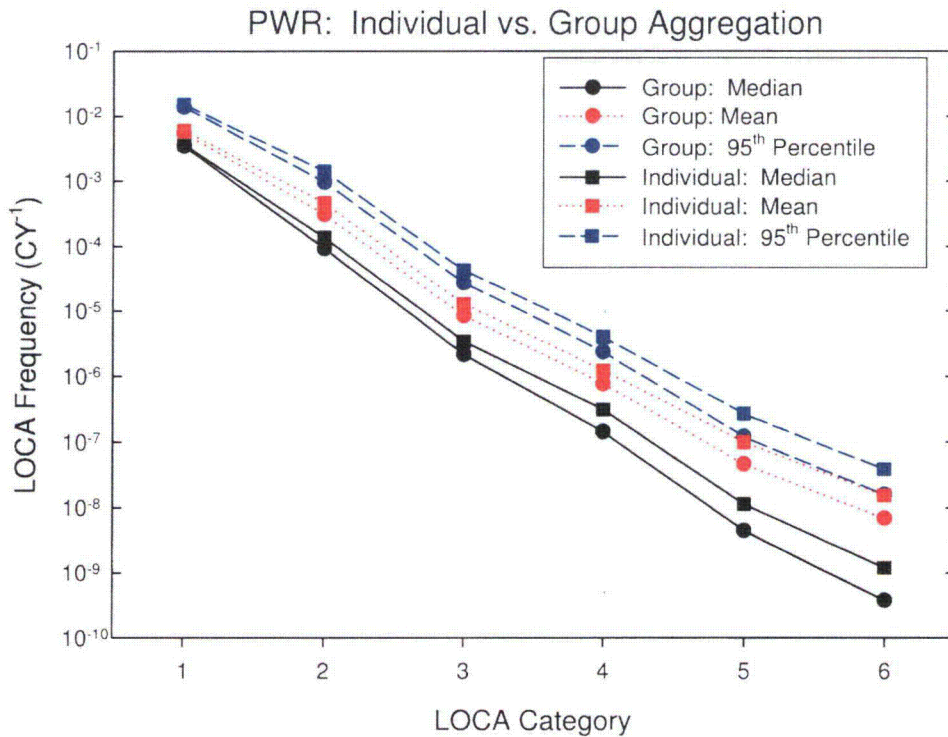 PWR: Individual vs. Group Aggregation
10⁻¹
10⁻²
10⁻³
10⁻⁴
10⁻⁵
10⁻⁶
10⁻⁷
10⁻⁸
10⁻⁹
10⁻¹⁰
LOCA Frequency (CY⁻¹)
Group: Median
Group: Mean
Group: 95ᵗʰ Percentile
Individual: Median
Individual: Mean
Individual: 95ᵗʰ Percentile
1 2 3 4 5 6
LOCA Category